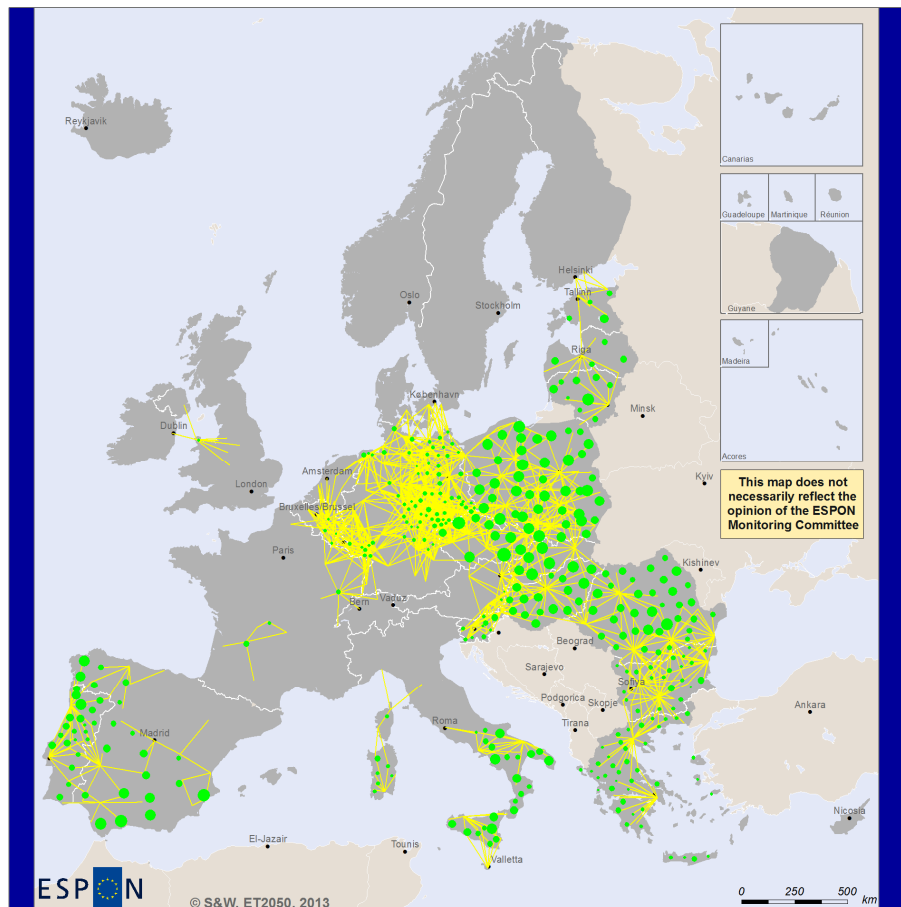 Canarias
Reykjavik
Guadeloupe
Martinique
Réunion
Guyane
Helsinki
Tallinn
Oslo
Stockholm
Riga
Madeira
København
Minsk
Dublin
Acores
Amsterdam
London
Kyiv
This map does not
necessarily reflect the
opinion of the ESPON
Monitoring Committee
Bruxelles/Brussel
Paris
Kishinev
Bern
Vaduz
Beograd
Sarajevo
Sofiya
Podgorica
Skopje
Ankara
Roma
Tirana
Madrid
Nicosia
El-Jazair
Tounis
Valletta
ESPON
© S&W, ET2050, 2013
0 250 500
km